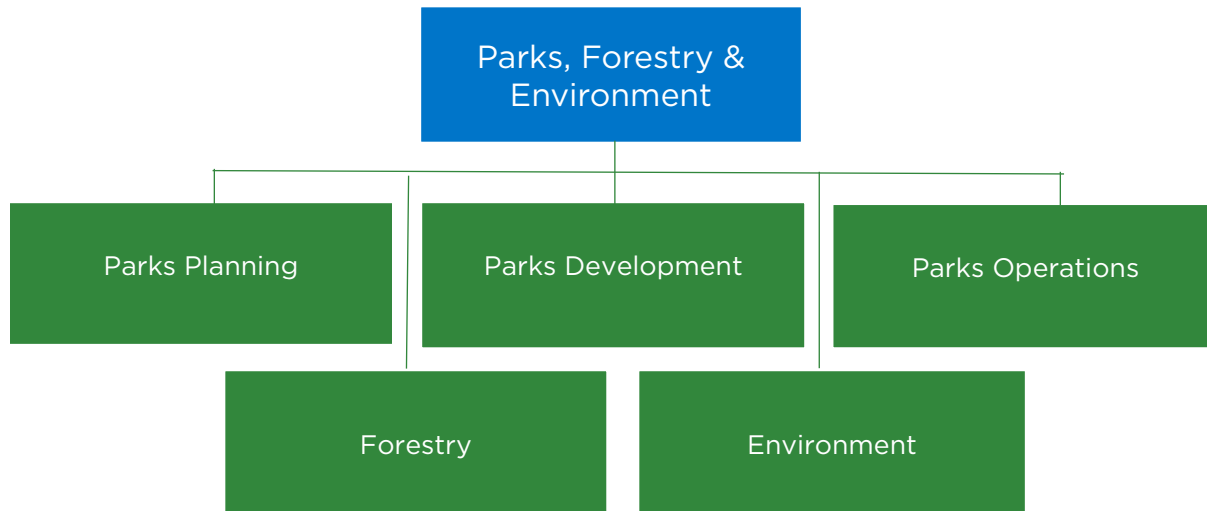 Parks, Forestry &
Environment
Parks Planning
Parks Development
Parks Operations
Forestry
Environment